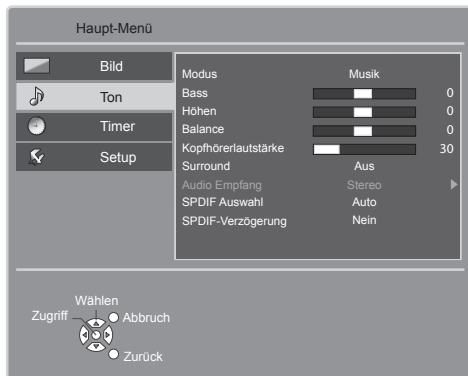 Haupt-Menü
Bild
Ton
Timer
Setup
Modus Musik
Bass 0
Höhen 0
Balance 0
Kopfhörerlautstärke 30
Surround Aus
Audio Empfang Stereo
SPDIF Auswahl Auto
SPDIF-Verzögerung Nein
Wählen
Zugriff Abbruch
Zurück